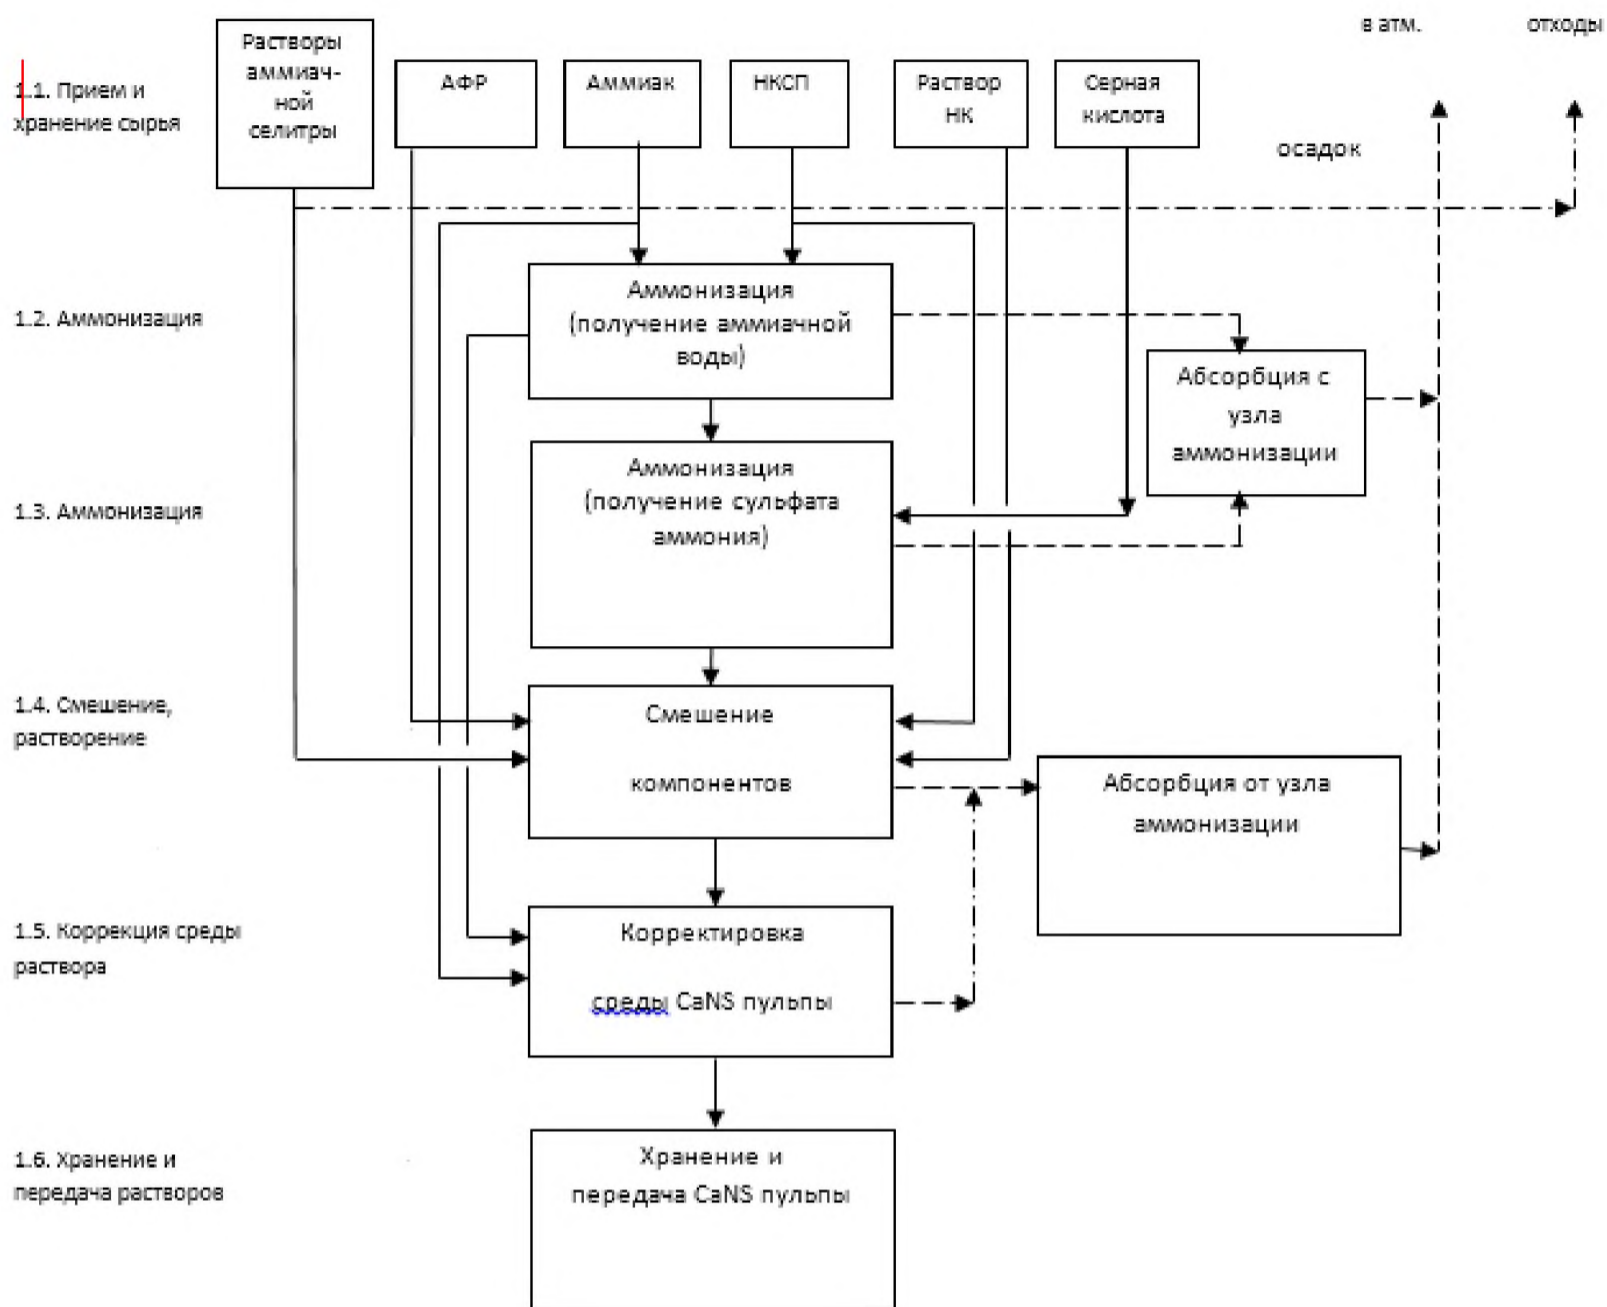 в атм.
отходы
Растворы
аммиач-
ной
селитры
АФР
Аммиак
НКСП
Раствор
НК
Серная
кислота
1.1. Прием и
хранение сырья
осадок
Аммонизация
(получение аммиачной
воды)
1.2. Аммонизация
Абсорбция с
узла
аммонизации
Аммонизация
(получение сульфата
аммония)
1.3. Аммонизация
1.4. Смешение,
растворение
Смешение
компонентов
Абсорбция от узла
аммонизации
1.5. Коррекция среды
раствора
Корректировка
среды CaNS пульпы
1.6. Хранение и
передача растворов
Хранение и
передача CaNS пульпы